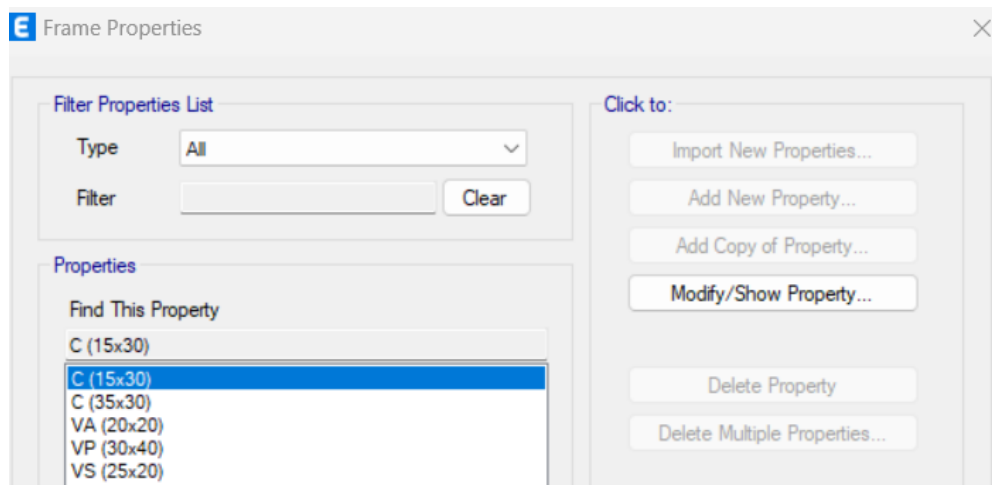 E Frame Properties
Filter Properties List
Type All
Filter Clear
Properties
Find This Property
C (15x30)
C (15x30)
C (35x30)
VA (20x20)
VP (30x40)
VS (25x20)
Click to:
Import New Properties...
Add New Property...
Add Copy of Property...
Modify/Show Property...
Delete Property
Delete Multiple Properties...